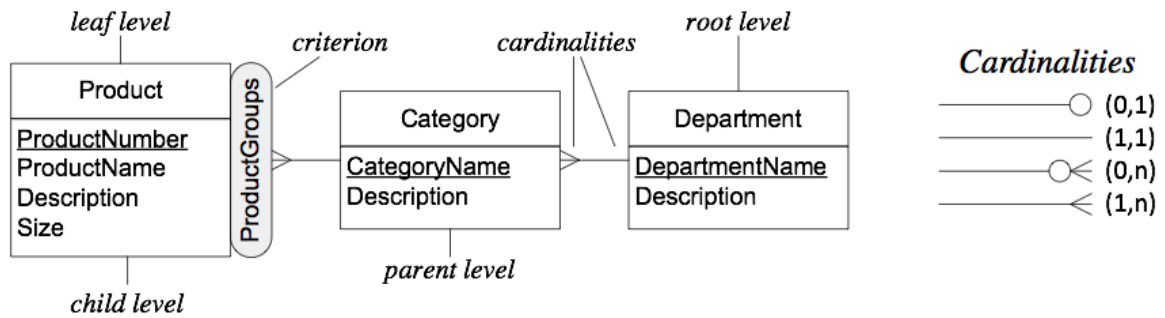 leaf level
criterion
cardinalities
root level
Product
ProductNumber
ProductName
Description
Size
ProductGroups
Category
CategoryName
Description
Department
DepartmentName
Description
child level
parent level
Cardinalities
(0,1)
(1,1)
(0,n)
(1,n)